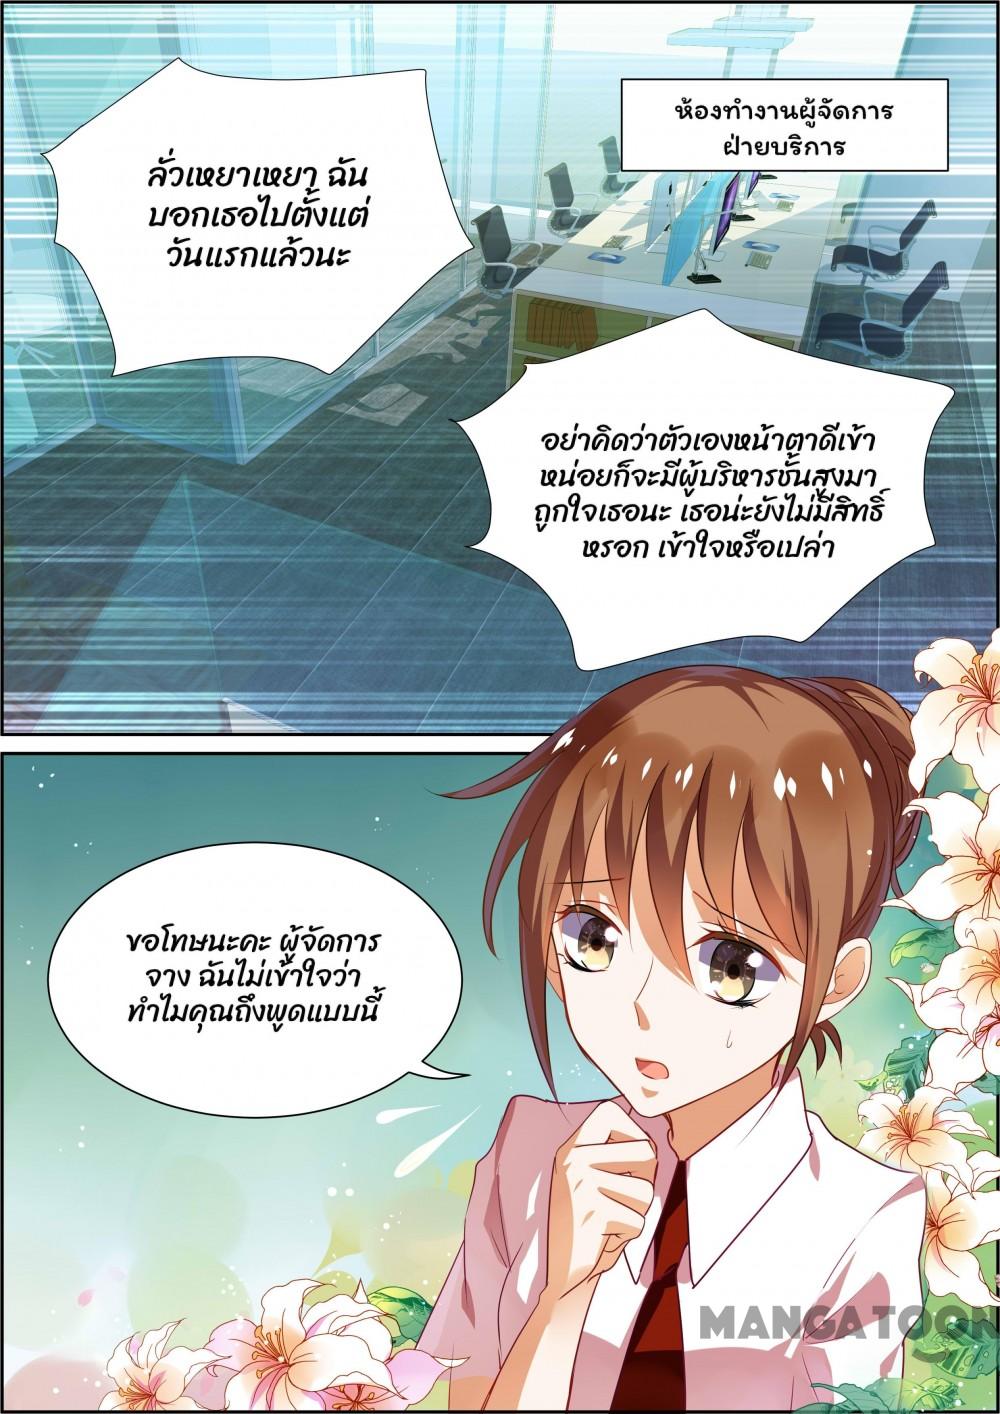 ห้องทำงานผู้จัดการ
ฝ่ายบริการ
ลั่วเหยาเหยา ฉัน
บอกเธอไปตั้งแต่
วันแรกแล้วนะ
อย่าคิดว่าตัวเองหน้าตาดีเข้า
หน่อยก็จะมีผู้บริหารชั้นสูงมา
ถูกใจเธอนะ เธอน่ะยังไม่มีสิทธิ์
หรอก เข้าใจหรือเปล่า
ขอโทษนะคะ ผู้จัดการ
จาง ฉันไม่เข้าใจว่า
ทำไมคุณถึงพูดแบบนี้
MANGATOON